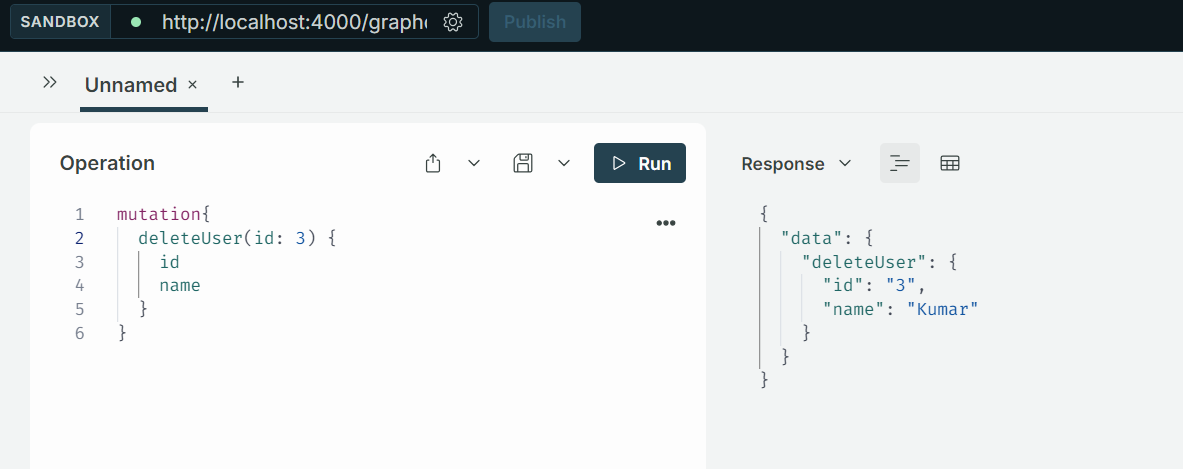 SANDBOX http://localhost:4000/graph Publish
Unnamed × +
Operation Run
Response
1 mutation{
2 deleteUser(id: 3) {
3 id
4 name
5 }
6 }
{
"data": {
"deleteUser": {
"id": "3",
"name": "Kumar"
}
}
}